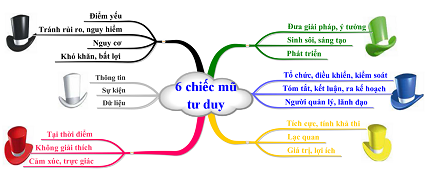 6 chiếc mũ
tư duy
Điểm yếu
Tránh rủi ro, nguy hiểm
Nguy cơ
Khó khăn, bất lợi
Thông tin
Sự kiện
Dữ liệu
Tại thời điểm
Không giải thích
Cảm xúc, trực giác
Đưa giải pháp, ý tưởng
Sinh sôi, sáng tạo
Phát triển
Tổ chức, điều khiển, kiểm soát
Tóm tắt, kết luận, ra kế hoạch
Người quản lý, lãnh đạo
Tích cực, tính khả thi
Lạc quan
Giá trị, lợi ích